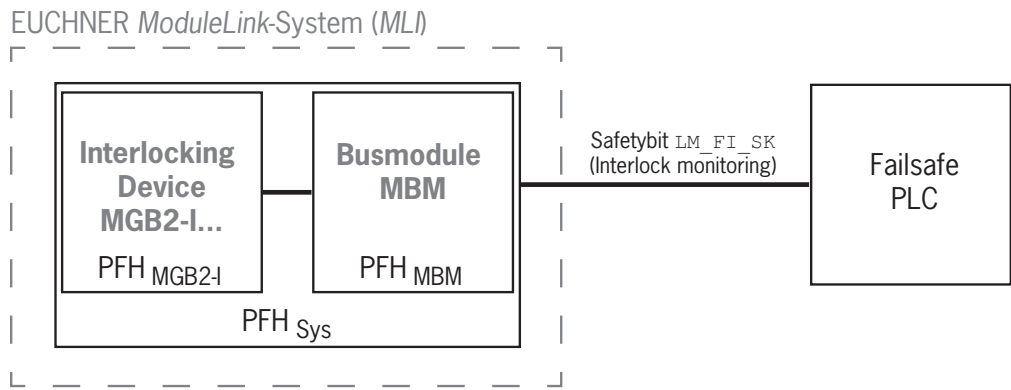 EUCHNER ModuleLink-System (MLI)
Interlocking
Device
MGB2-I...
PFH MGB2-I
Busmodule
MBM
PFH MBM
PFH Sys
Safetybit LM_FI_SK
(Interlock monitoring)
Failsafe
PLC